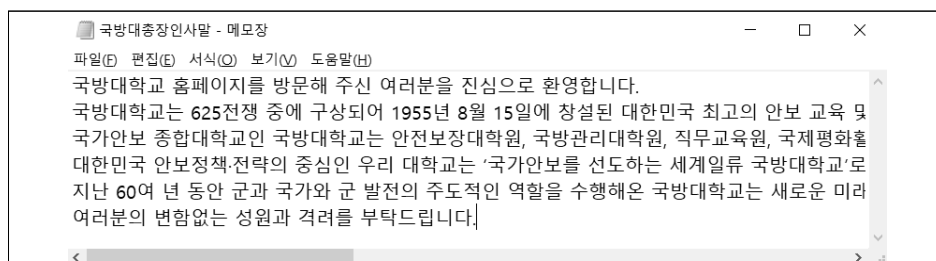 국방대총장인사말 - 메모장
파일(F) 편집(E) 서식(O) 보기(V) 도움말(H)
국방대학교 홈페이지를 방문해 주신 여러분을 진심으로 환영합니다.
국방대학교는 625전쟁 중에 구상되어 1955년 8월 15일에 창설된 대한민국 최고의 안보 교육 및
국가안보 종합대학교인 국방대학교는 안전보장대학원, 국방관리대학원, 직무교육원, 국제평화활
대한민국 안보정책·전략의 중심인 우리 대학교는 ‘국가안보를 선도하는 세계일류 국방대학교’로
지난 60여 년 동안 군과 국가와 군 발전의 주도적인 역할을 수행해온 국방대학교는 새로운 미래
여러분의 변함없는 성원과 격려를 부탁드립니다.